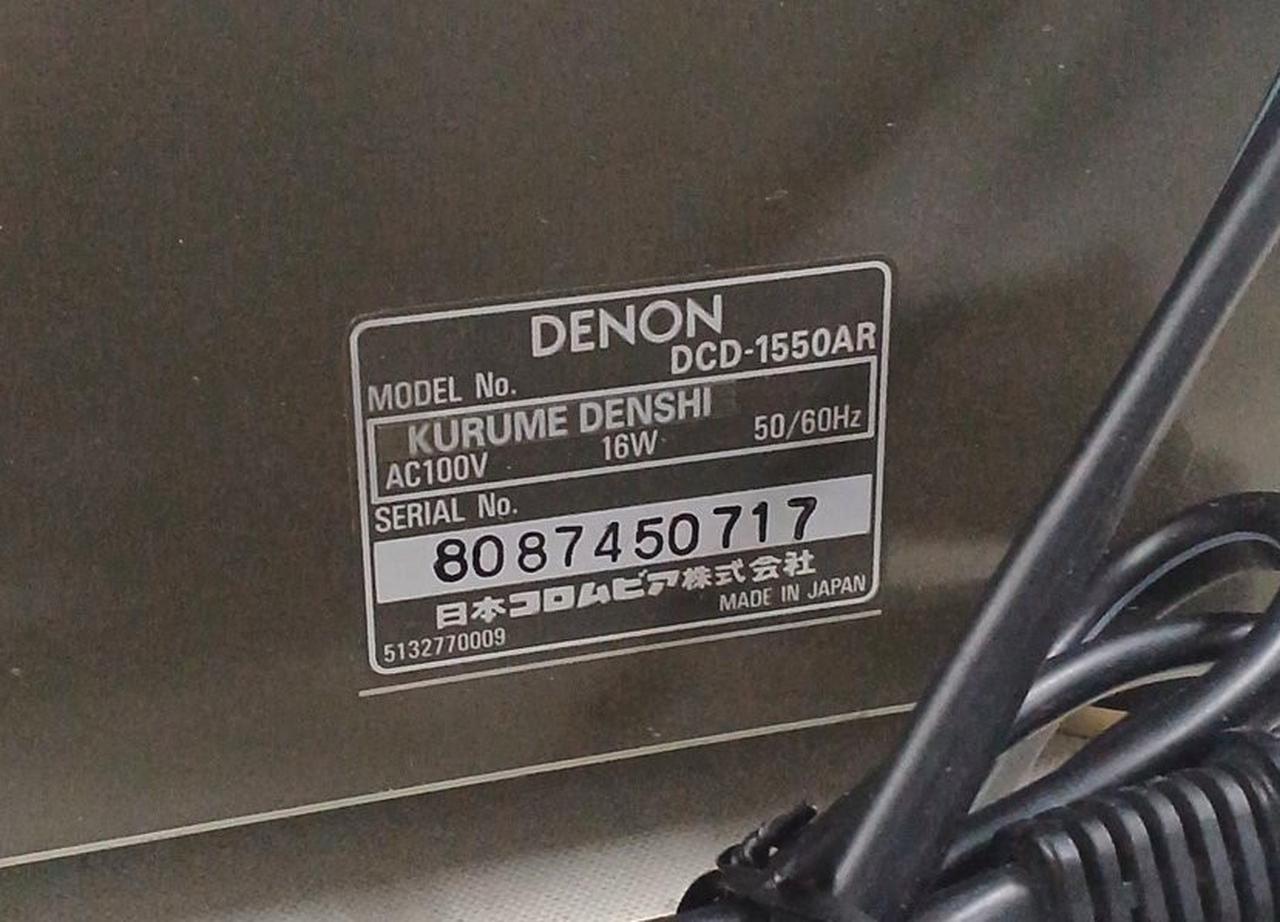 DENON
MODEL No. DCD-1550AR
KURUME DENSHI
AC100V 16W 50/60Hz
SERIAL No.
8087450717
日本コロムビア株式会社
5132770009 MADE IN JAPAN